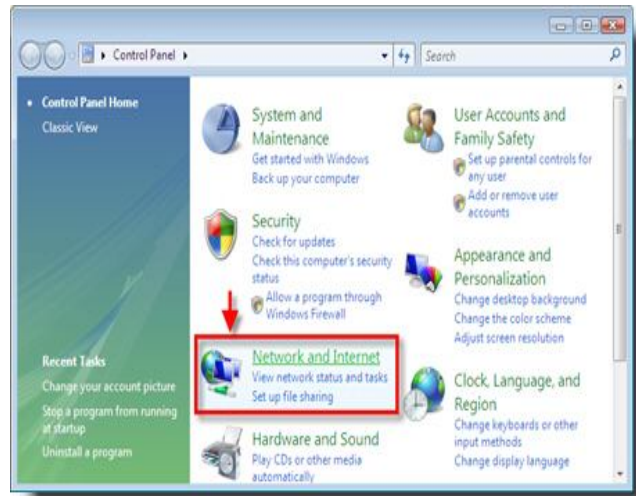 Control Panel
Search
Control Panel Home
Classic View
Recent Tasks
Change your account picture
Stop a program from running
at startup
Uninstall a program
System and
Maintenance
Get started with Windows
Back up your computer
Security
Check for updates
Check this computer's security
status
Allow a program through
Windows Firewall
Network and Internet
View network status and tasks
Set up file sharing
Hardware and Sound
Play CDs or other media
automatically
User Accounts and
Family Safety
Set up parental controls for
any user
Add or remove user
accounts
Appearance and
Personalization
Change desktop background
Change the color scheme
Adjust screen resolution
Clock, Language, and
Region
Change keyboards or other
input methods
Change display language